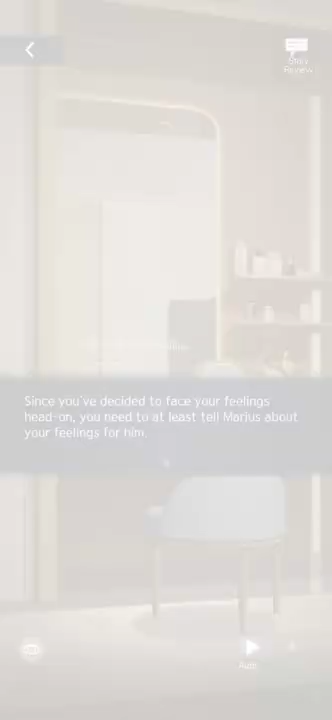 Story
Review
Since you've decided to face your feelings
head-on, you need to at least tell Marius about
your feelings for him.
Auto